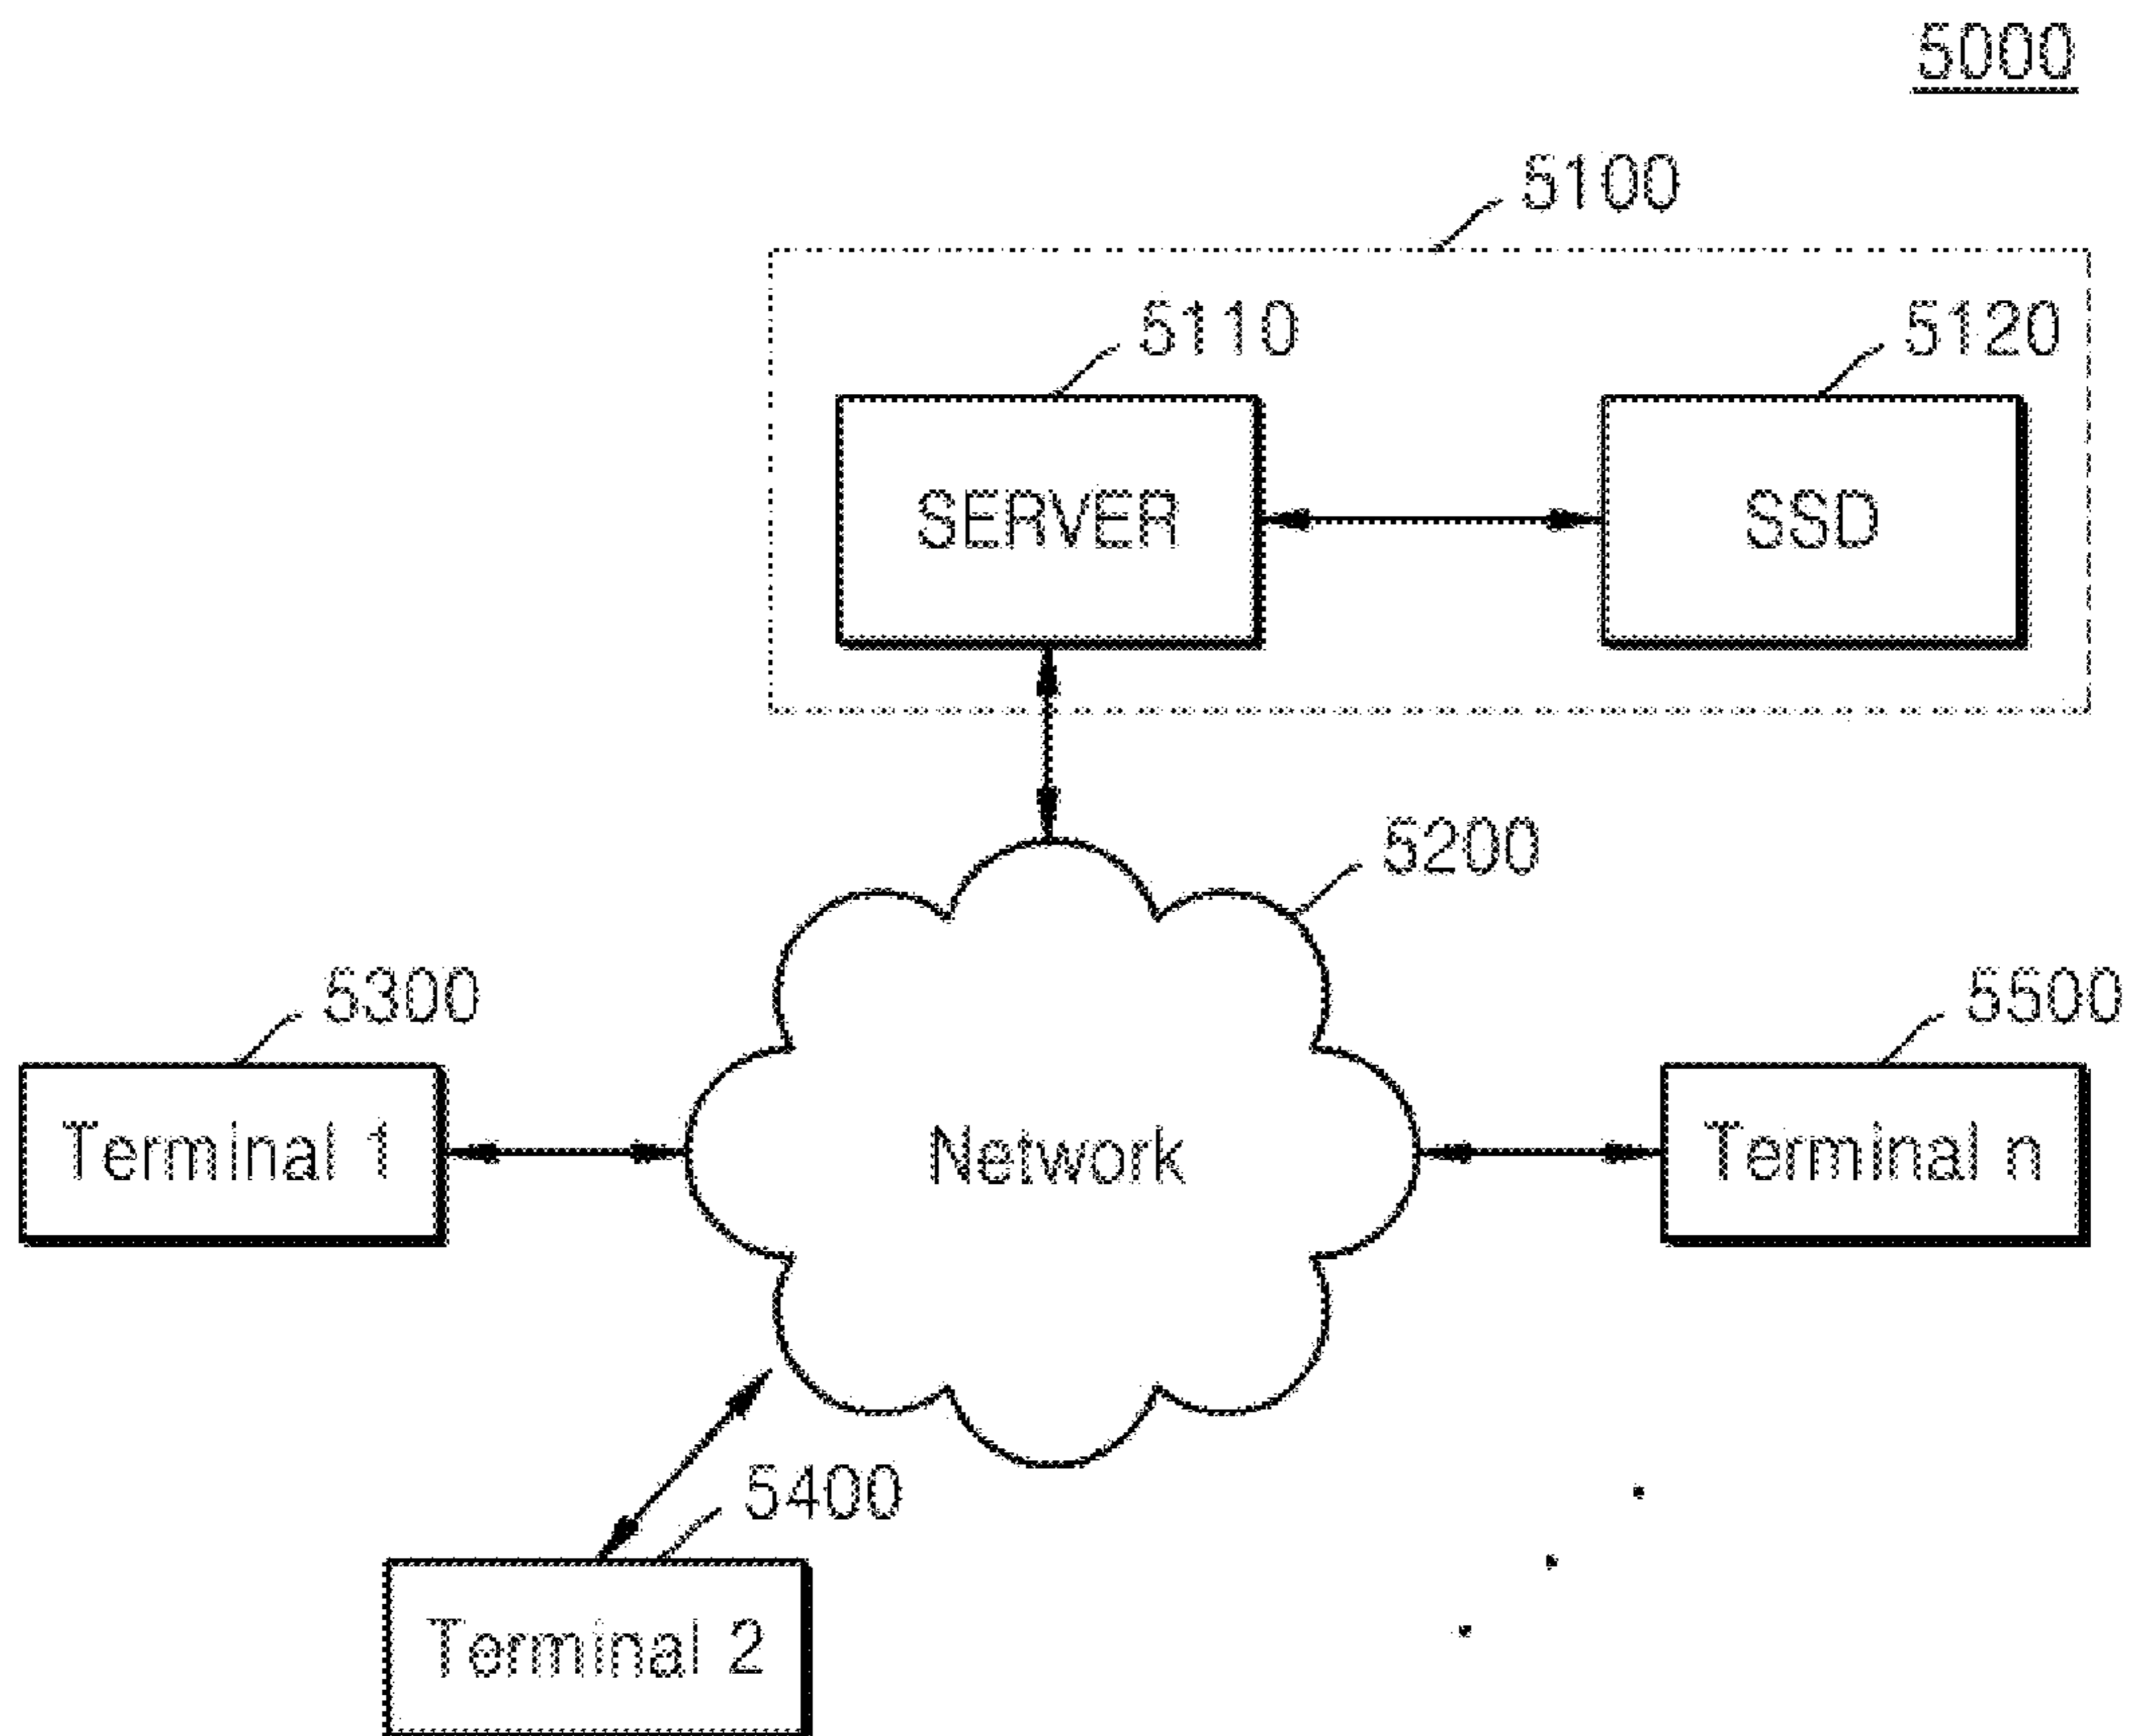 5000
5100
5110
5120
SERVER
SSD
5200
5300
5500
Terminal 1
Network
Terminal n
5400
Terminal 2